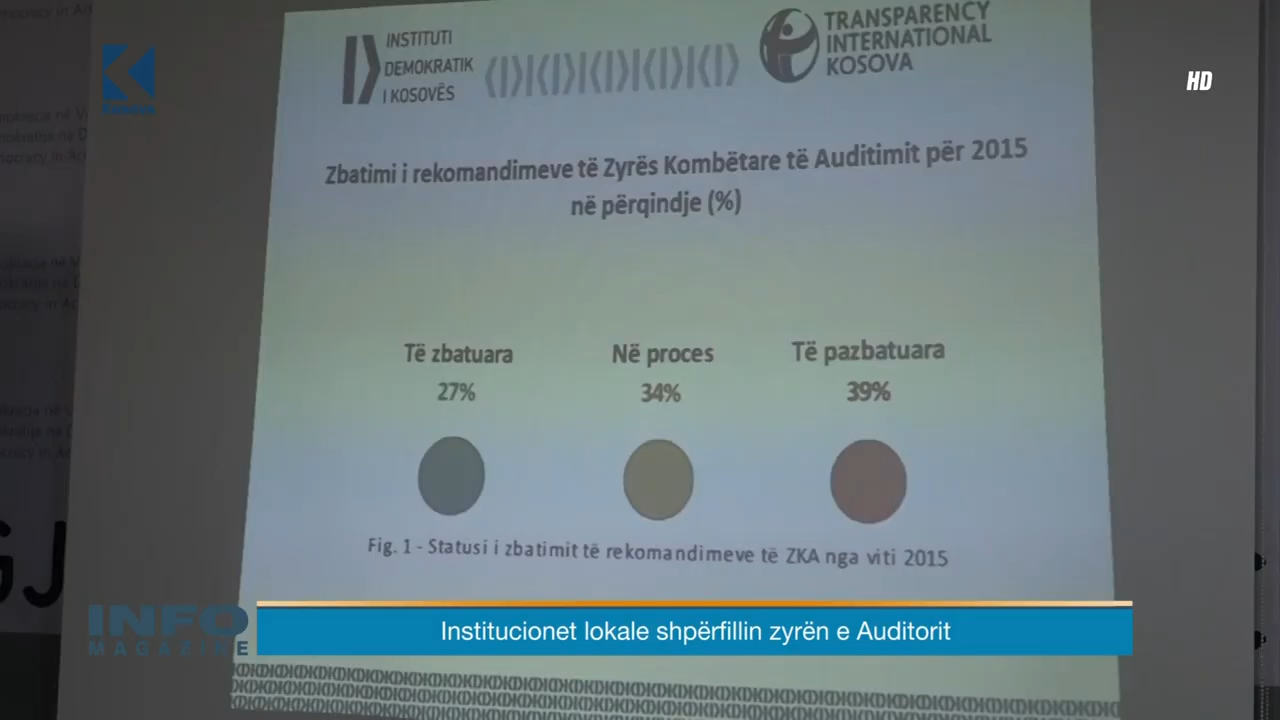 INSTITUTI
DEMOKRATIK
I KOSOVËS
TRANSPARENCY
INTERNATIONAL
KOSOVA
HD
Zbatimi i rekomandimeve të Zyrës Kombëtare të Auditimit për 2015
në përqindje (%)
Të zbatuara
27%
Në proces
34%
Të pazbatuara
39%
Fig. 1 - Statusi i zbatimit të rekomandimeve të ZKA nga viti 2015
INFO
MAGAZINE
Institucionet lokale shpërfillin zyrën e Auditorit